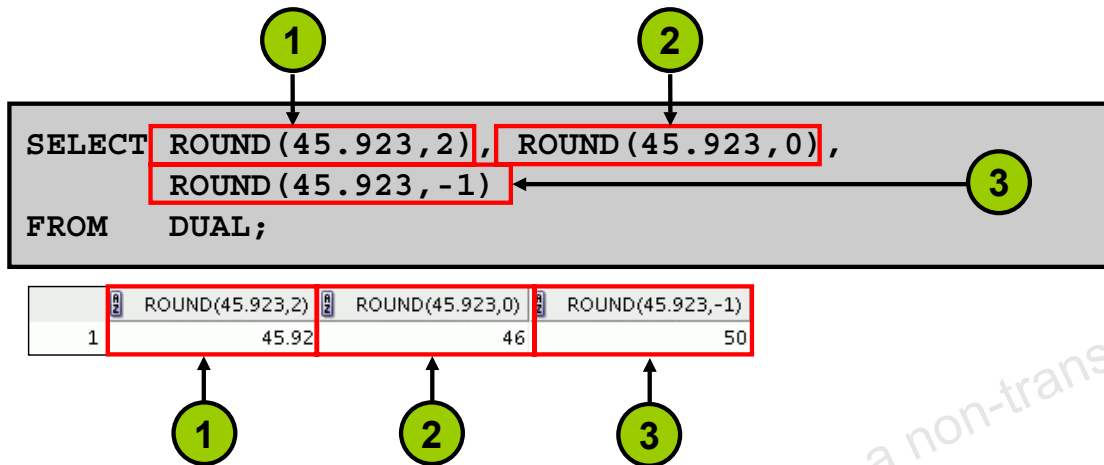 1 2
SELECT ROUND(45.923,2), ROUND(45.923,0),
ROUND(45.923,-1) 3
FROM DUAL;
ROUND(45.923,2) ROUND(45.923,0) ROUND(45.923,-1)
1 45.92 46 50
1 2 3
a non-trans